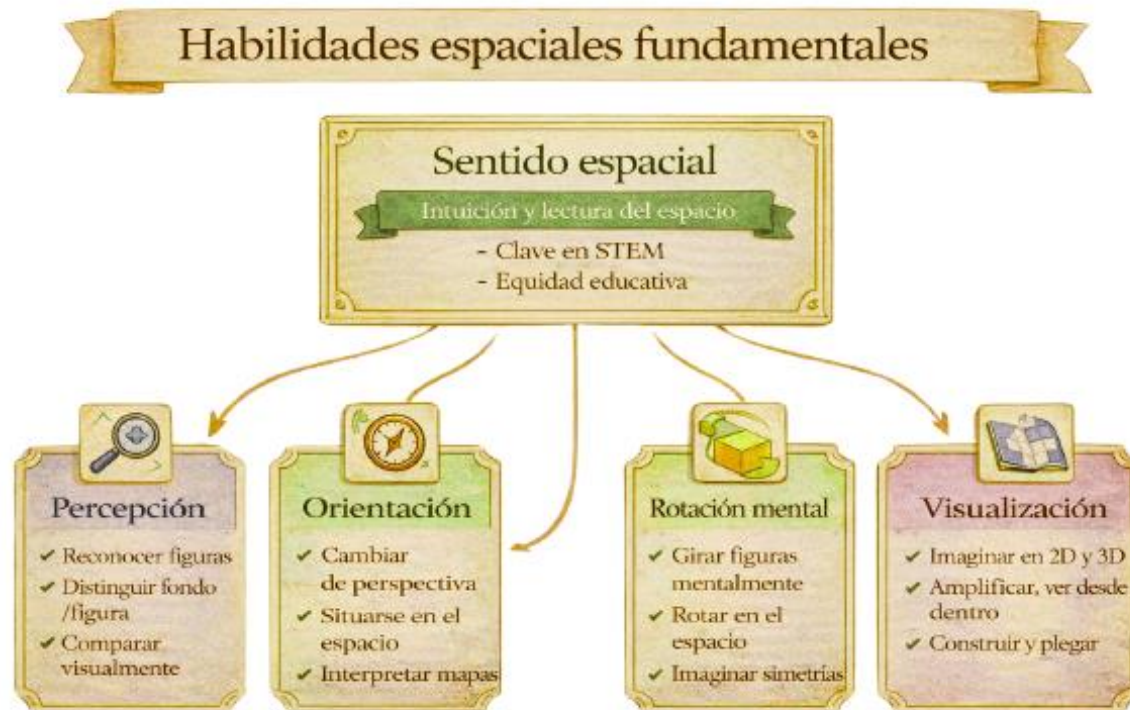 Habilidades espaciales fundamentales
Sentido espacial
Intuición y lectura del espacio
- Clave en STEM
- Equidad educativa
Percepción
✔ Reconocer figuras
✔ Distinguir fondo
/figura
✔ Comparar
visualmente
Orientación
✔ Cambiar
de perspectiva
✔ Situarse en el
espacio
✔ Interpretar mapas
Rotación mental
✔ Girar figuras
mentalmente
✔ Rotar en el
espacio
✔ Imaginar simetrías
Visualización
✔ Imaginar en 2D y 3D
✔ Amplificar, ver desde
dentro
✔ Construir y plegar